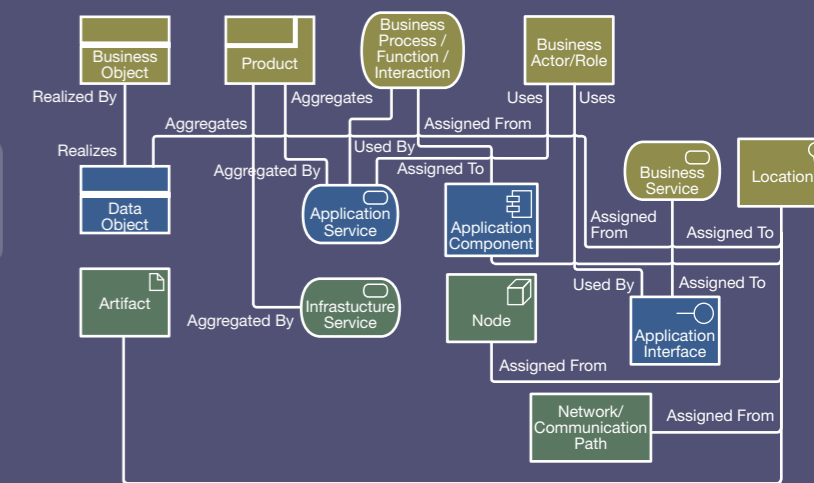 Business
Object
Product
Business
Process /
Function /
Interaction
Business
Actor/Role
Realized By
Aggregates
Uses
Uses
Aggregates
Assigned From
Realizes
Used By
Aggregated By
Assigned To
Business
Service
Location
Data
Object
Application
Service
Application
Component
Assigned
From
Assigned To
Artifact
Infrastucture
Service
Node
Used By
Assigned To
Aggregated By
Application
Interface
Assigned From
Network/
Communication
Path
Assigned From